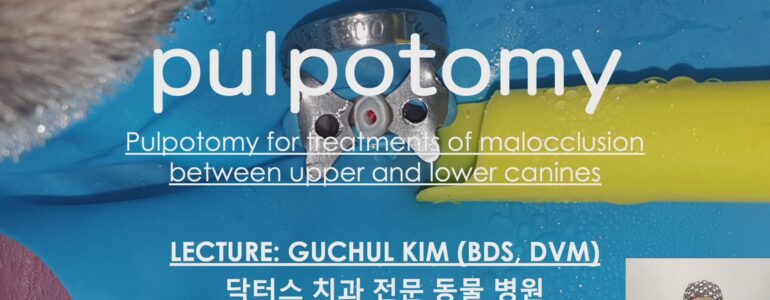 pulpotomy
Pulpotomy for treatments of malocclusion
between upper and lower canines
LECTURE: GUCHUL KIM (BDS, DVM)
닥터스 치과 전문 동물 병원